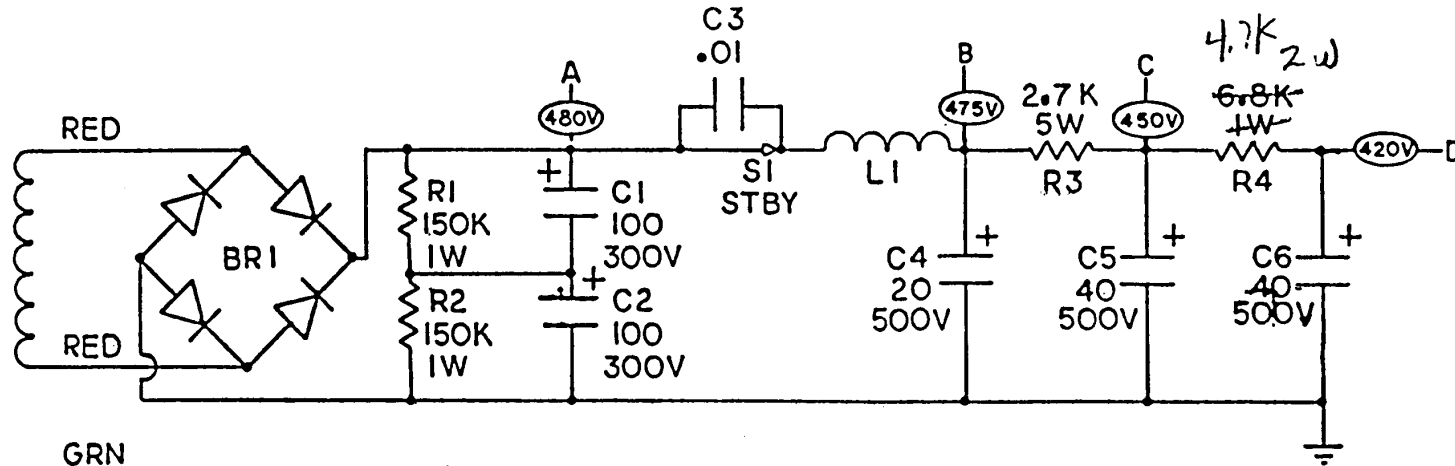 C3
.01
A
480V
RED
S1
STBY
L1
B
475V
2.7K
5W
R3
C
450V
4.7K 2W
6.8K
1W
R4
420V
D
BR1
R1
150K
1W
C1
100
300V
R2
150K
1W
C2
100
300V
C4
20
500V
C5
40
500V
C6
40
500V
RED
GRN